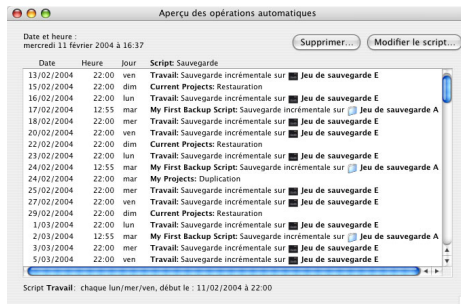 Aperçu des opérations automatiques
Date et heure :
mercredi 11 février 2004 à 16:37
Supprimer... Modifier le script...
Date Heure Jour Script: Sauvegarde
13/02/2004 22:00 ven Travail: Sauvegarde incrémentale sur Jeu de sauvegarde E
15/02/2004 22:00 dim Current Projects: Restauration
16/02/2004 22:00 lun Travail: Sauvegarde incrémentale sur Jeu de sauvegarde E
17/02/2004 12:55 mar My First Backup Script: Sauvegarde incrémentale sur Jeu de sauvegarde A
18/02/2004 22:00 mer Travail: Sauvegarde incrémentale sur Jeu de sauvegarde E
20/02/2004 22:00 ven Travail: Sauvegarde incrémentale sur Jeu de sauvegarde E
22/02/2004 22:00 dim Current Projects: Restauration
23/02/2004 22:00 lun Travail: Sauvegarde incrémentale sur Jeu de sauvegarde E
24/02/2004 12:55 mar My First Backup Script: Sauvegarde incrémentale sur Jeu de sauvegarde A
24/02/2004 22:00 mar My Projects: Duplication
25/02/2004 22:00 mer Travail: Sauvegarde incrémentale sur Jeu de sauvegarde E
27/02/2004 22:00 ven Travail: Sauvegarde incrémentale sur Jeu de sauvegarde E
29/02/2004 22:00 dim Current Projects: Restauration
1/03/2004 22:00 lun Travail: Sauvegarde incrémentale sur Jeu de sauvegarde E
2/03/2004 12:55 mar My First Backup Script: Sauvegarde incrémentale sur Jeu de sauvegarde A
3/03/2004 22:00 mer Travail: Sauvegarde incrémentale sur Jeu de sauvegarde E
5/03/2004 22:00 ven Travail: Sauvegarde incrémentale sur Jeu de sauvegarde E
Script Travail: chaque lun/mer/ven, début le : 11/02/2004 à 22:00